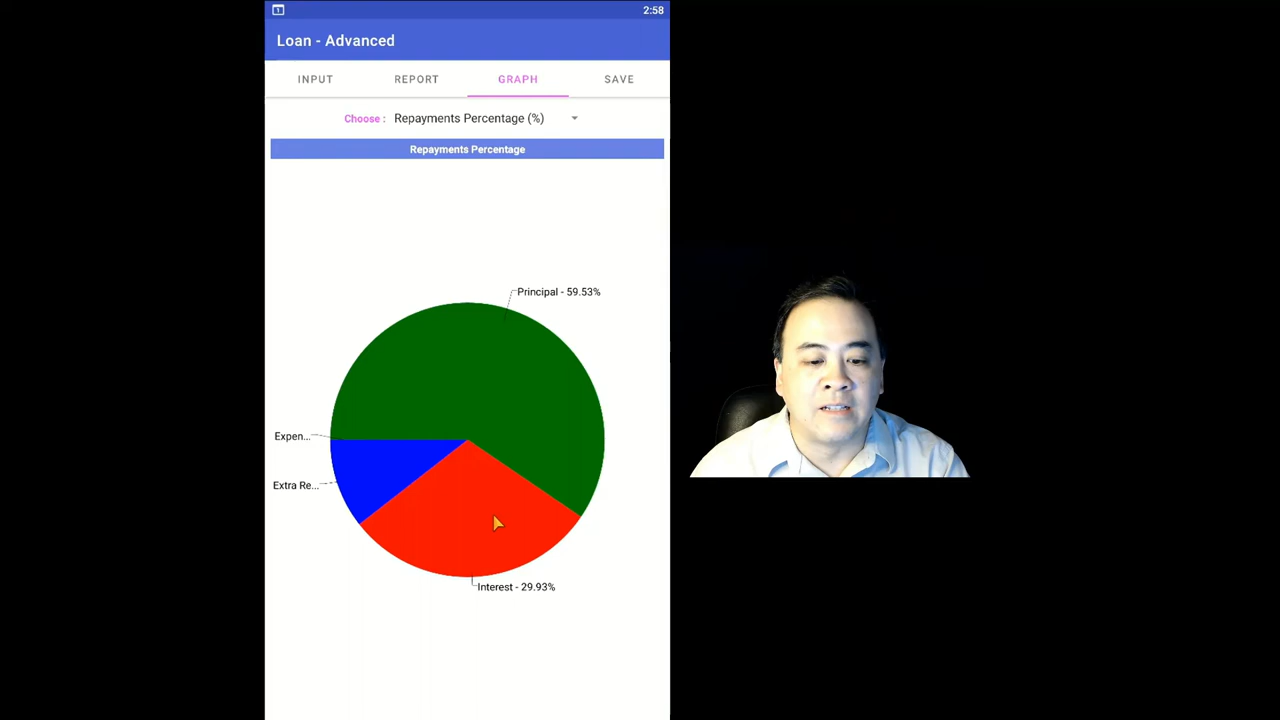 1 2:58
Loan - Advanced
INPUT REPORT GRAPH SAVE
Choose : Repayments Percentage (%)
Repayments Percentage
Principal - 59.53%
Expen...
Extra Re...
Interest - 29.93%